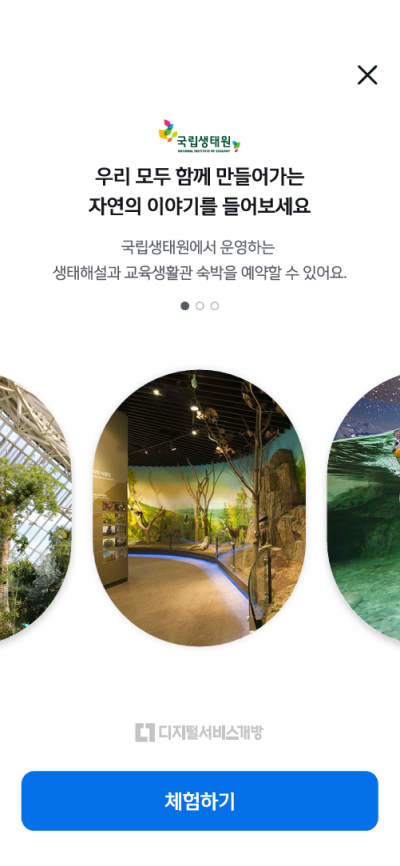 국립생태원
NATIONAL INSTITUTE OF ECOLOGY
우리 모두 함께 만들어가는
자연의 이야기를 들어보세요
국립생태원에서 운영하는
생태해설과 교육생활관 숙박을 예약할 수 있어요.
디지털서비스개방
체험하기